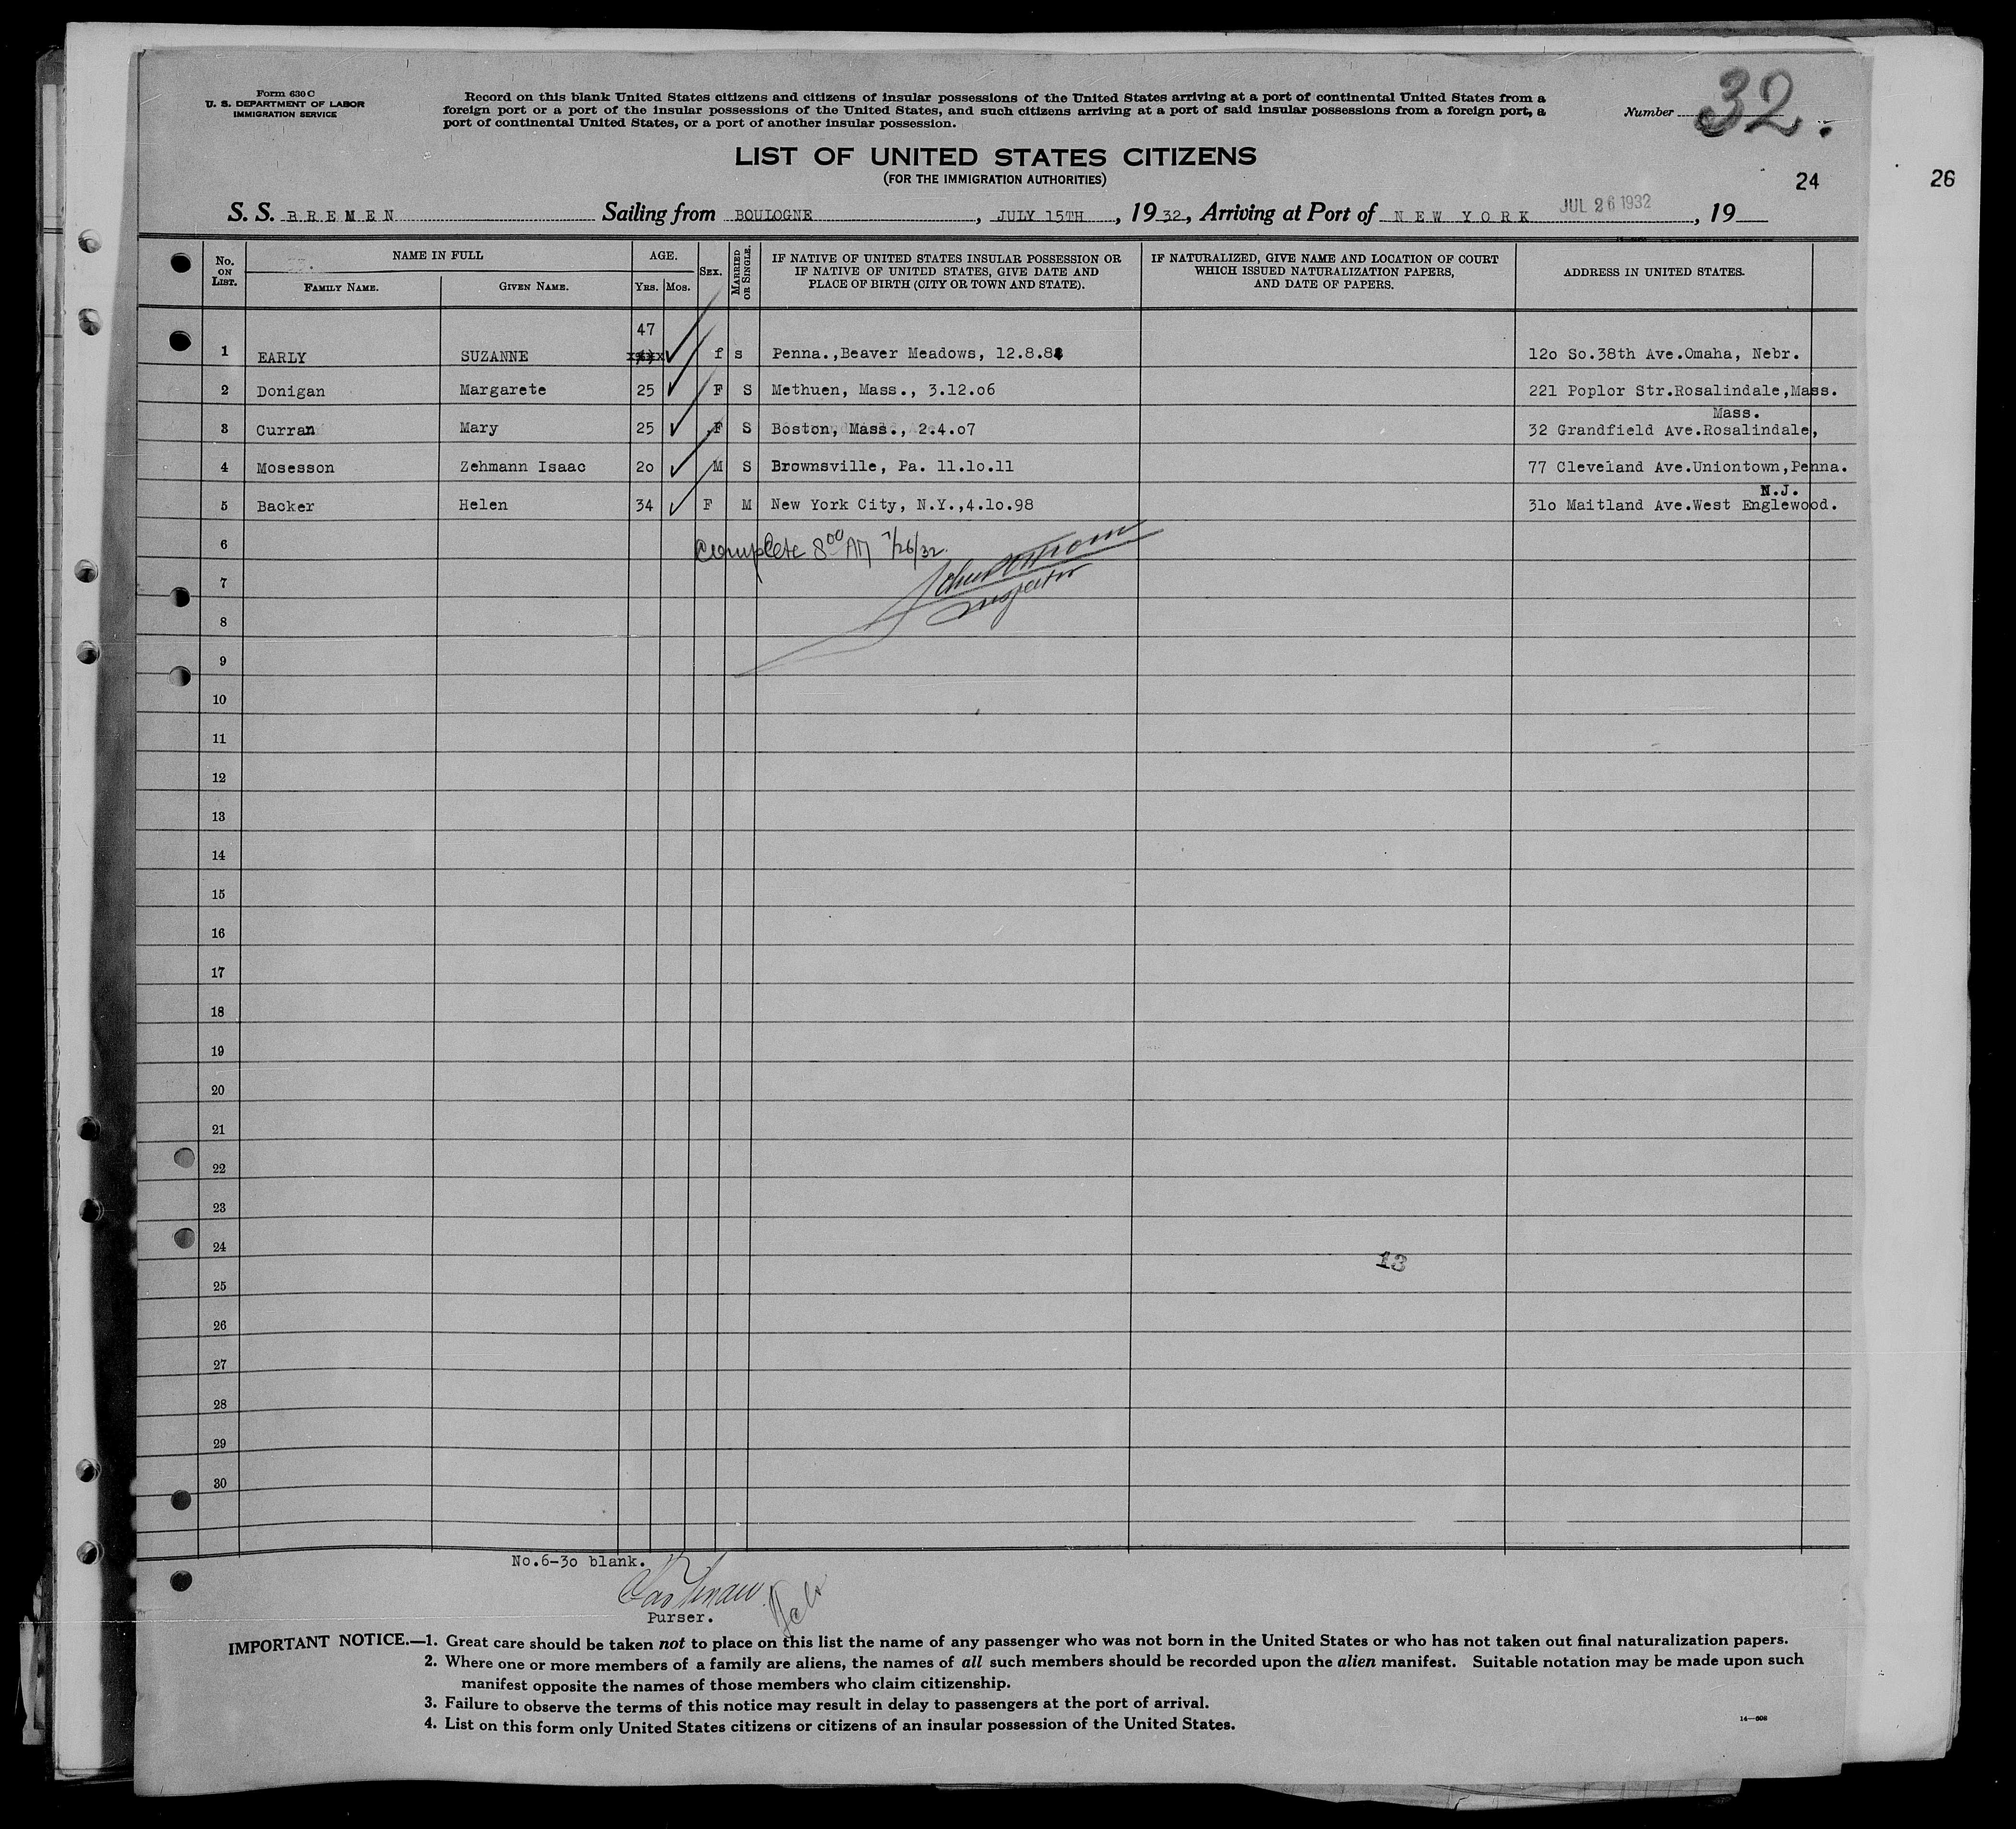 Form 630 C
U. S. DEPARTMENT OF LABOR
IMMIGRATION SERVICE
Record on this blank United States citizens and citizens of insular possessions of the United States arriving at a port of continental United States from a
foreign port or a port of the insular possessions of the United States, and such citizens arriving at a port of said insular possessions from a foreign port, a
port of continental United States, or a port of another insular possession.
Number 32.
LIST OF UNITED STATES CITIZENS
(FOR THE IMMIGRATION AUTHORITIES)
24
26
S. S. BREMEN Sailing from BOULOGNE, JULY 15TH, 1932, Arriving at Port of NEW YORK JUL 26 1932, 19
No. ON LIST. NAME IN FULL AGE. SEX. MARRIED OR SINGLE. IF NATIVE OF UNITED STATES INSULAR POSSESSION OR IF NATIVE OF UNITED STATES, GIVE DATE AND PLACE OF BIRTH (CITY OR TOWN AND STATE). IF NATURALIZED, GIVE NAME AND LOCATION OF COURT WHICH ISSUED NATURALIZATION PAPERS, AND DATE OF PAPERS. ADDRESS IN UNITED STATES.
FAMILY NAME. GIVEN NAME. YRS. MOS.
47
1 EARLY SUZANNE f s Penna.,Beaver Meadows, 12.8.84 12o So.38th Ave.Omaha, Nebr.
2 Donigan Margarete 25 F S Methuen, Mass., 3.12.o6 221 Poplor Str.Rosalindale,Mass.
Mass.
3 Curran Mary 25 F S Boston, Mass., 2.4.o7 32 Grandfield Ave.Rosalindale,
4 Mosesson Zehmann Isaac 2o M S Brownsville, Pa. 11.1o.11 77 Cleveland Ave.Uniontown,Penna.
N.J.
5 Backer Helen 34 F M New York City, N.Y.,4.1o.98 31o Maitland Ave.West Englewood.
6 Complete 8 00 AM 7/26/32.
7
Inspector
8
9
10
11
12
13
14
15
16
17
18
19
20
21
22
23
24
13
25
26
27
28
29
30
No.6-3o blank.
Purser.
IMPORTANT NOTICE.—1. Great care should be taken not to place on this list the name of any passenger who was not born in the United States or who has not taken out final naturalization papers.
2. Where one or more members of a family are aliens, the names of all such members should be recorded upon the alien manifest. Suitable notation may be made upon such
manifest opposite the names of those members who claim citizenship.
3. Failure to observe the terms of this notice may result in delay to passengers at the port of arrival.
4. List on this form only United States citizens or citizens of an insular possession of the United States.
14—608